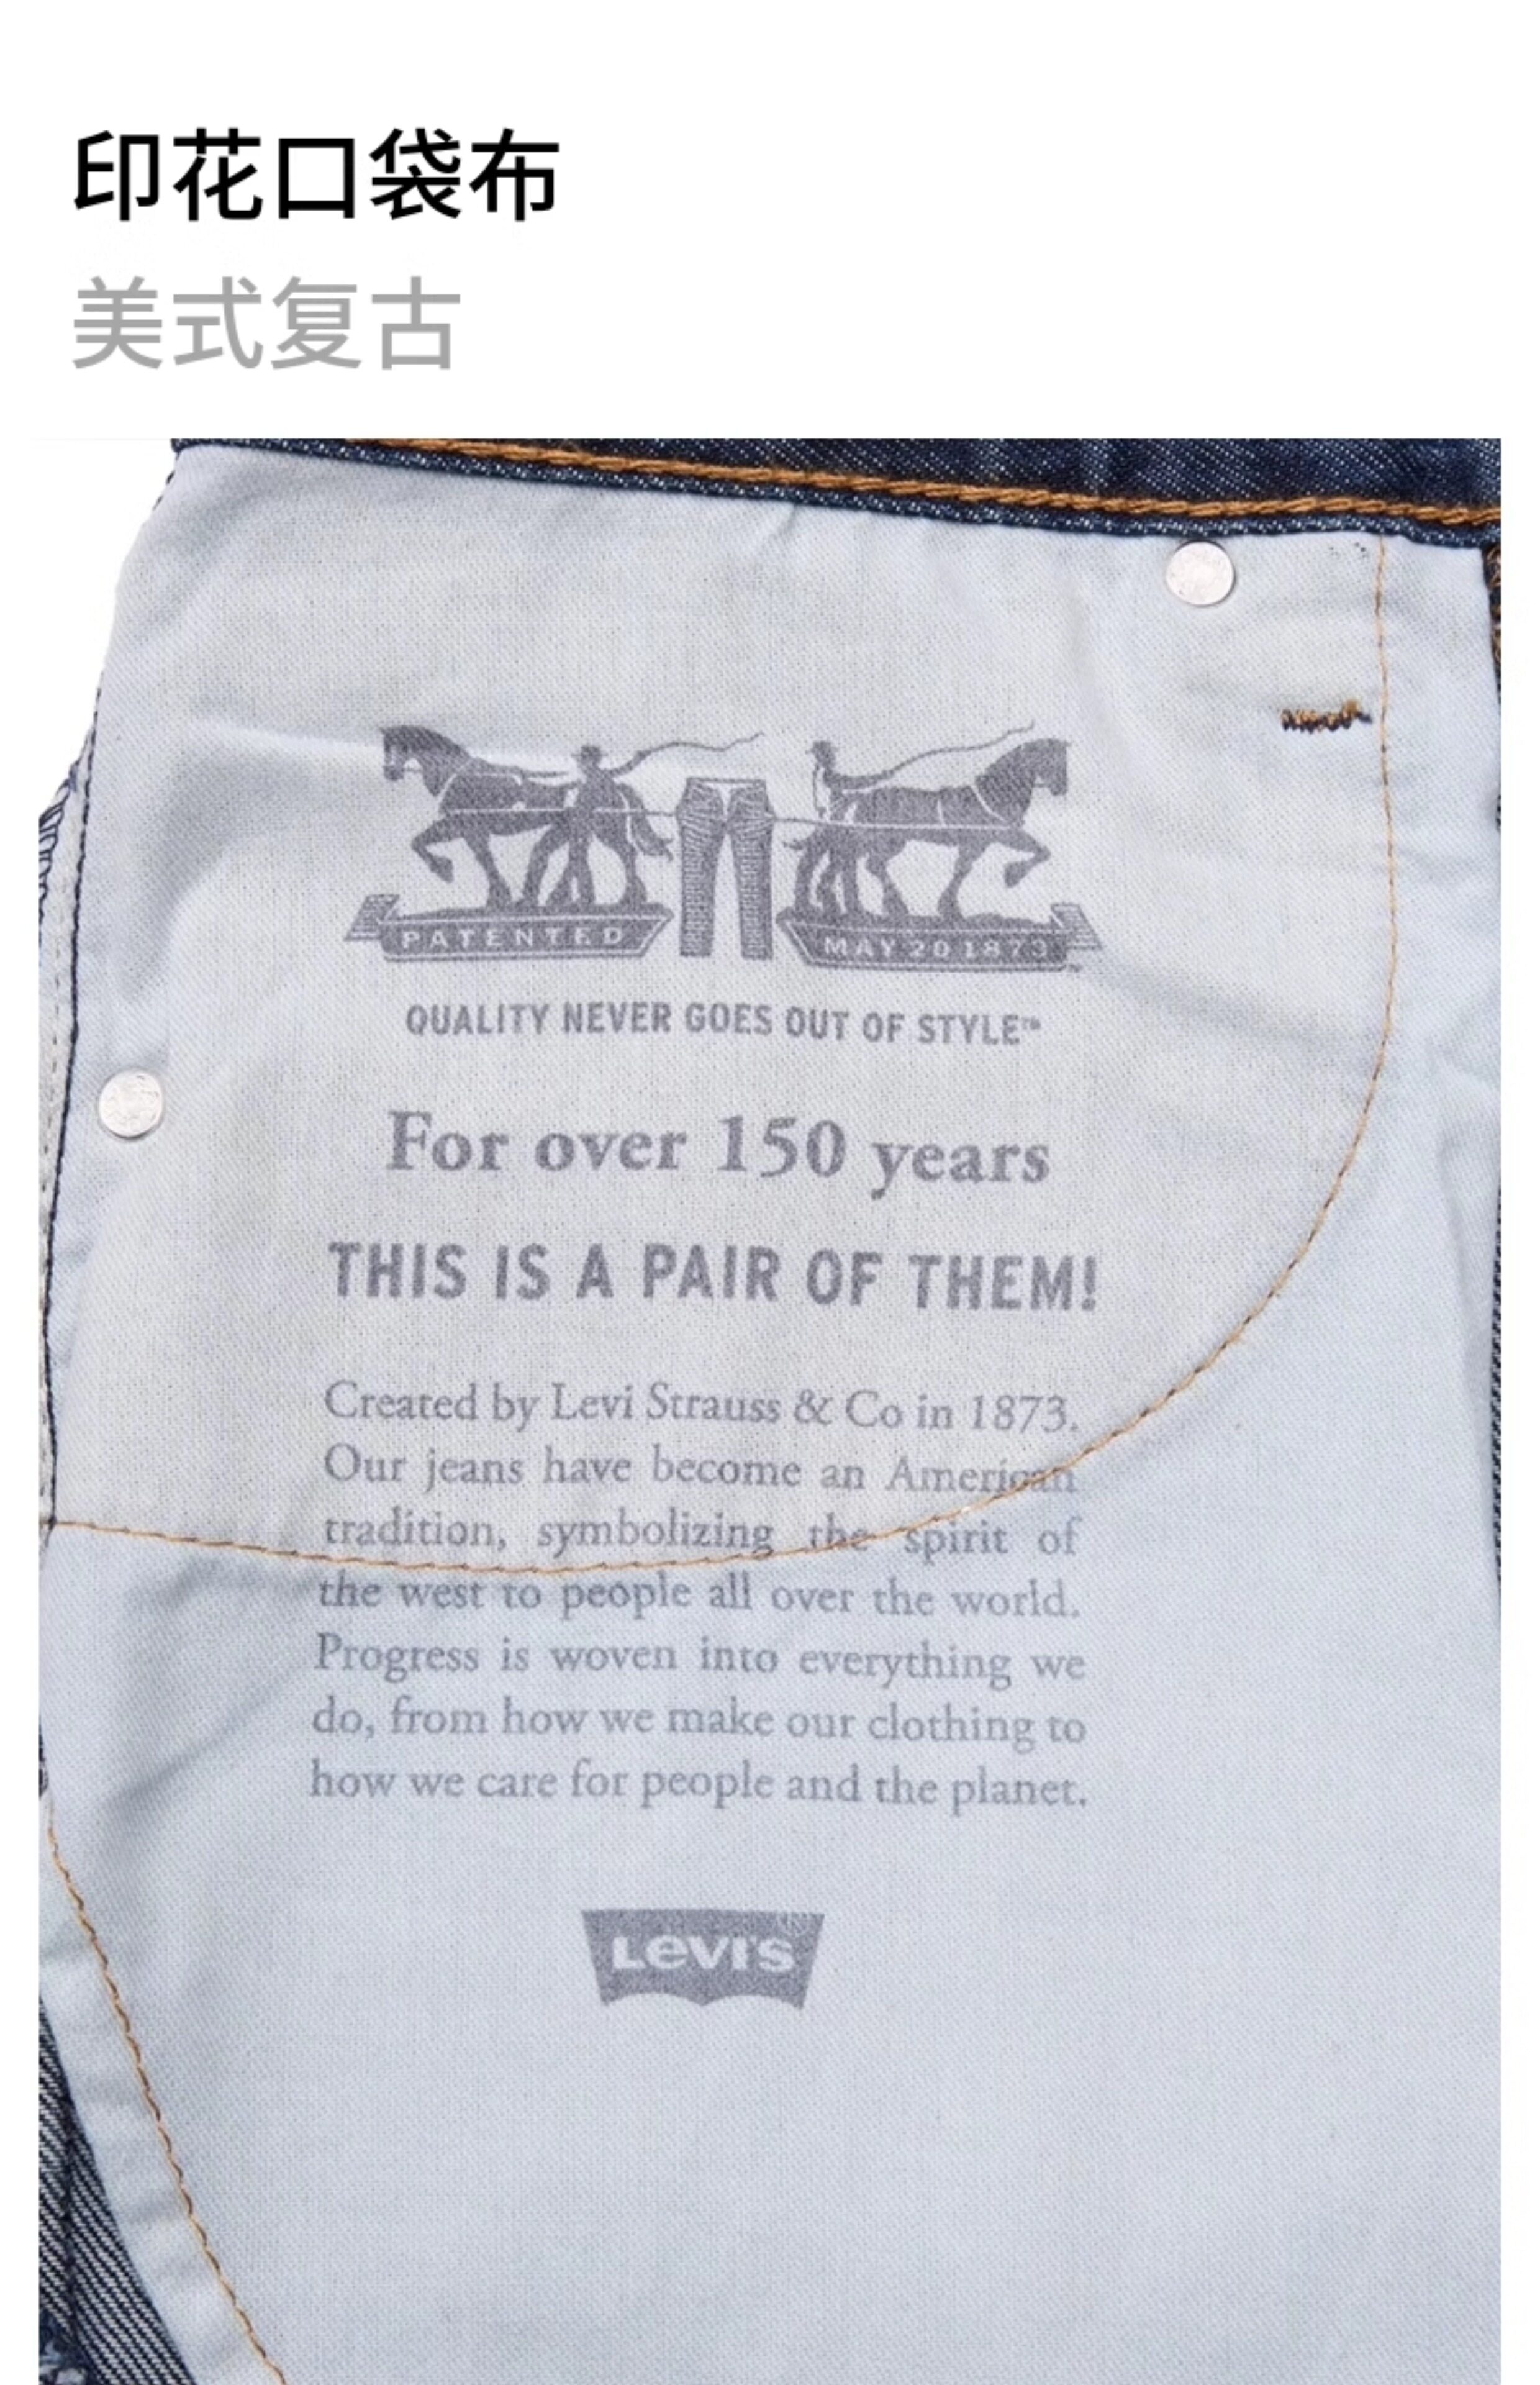 印花口袋布
美式复古
PATENTED
MAY 20 1873
QUALITY NEVER GOES OUT OF STYLE™
For over 150 years
THIS IS A PAIR OF THEM!
Created by Levi Strauss & Co in 1873.
Our jeans have become an American
tradition, symbolizing the spirit of
the west to people all over the world.
Progress is woven into everything we
do, from how we make our clothing to
how we care for people and the planet.
LEVI'S